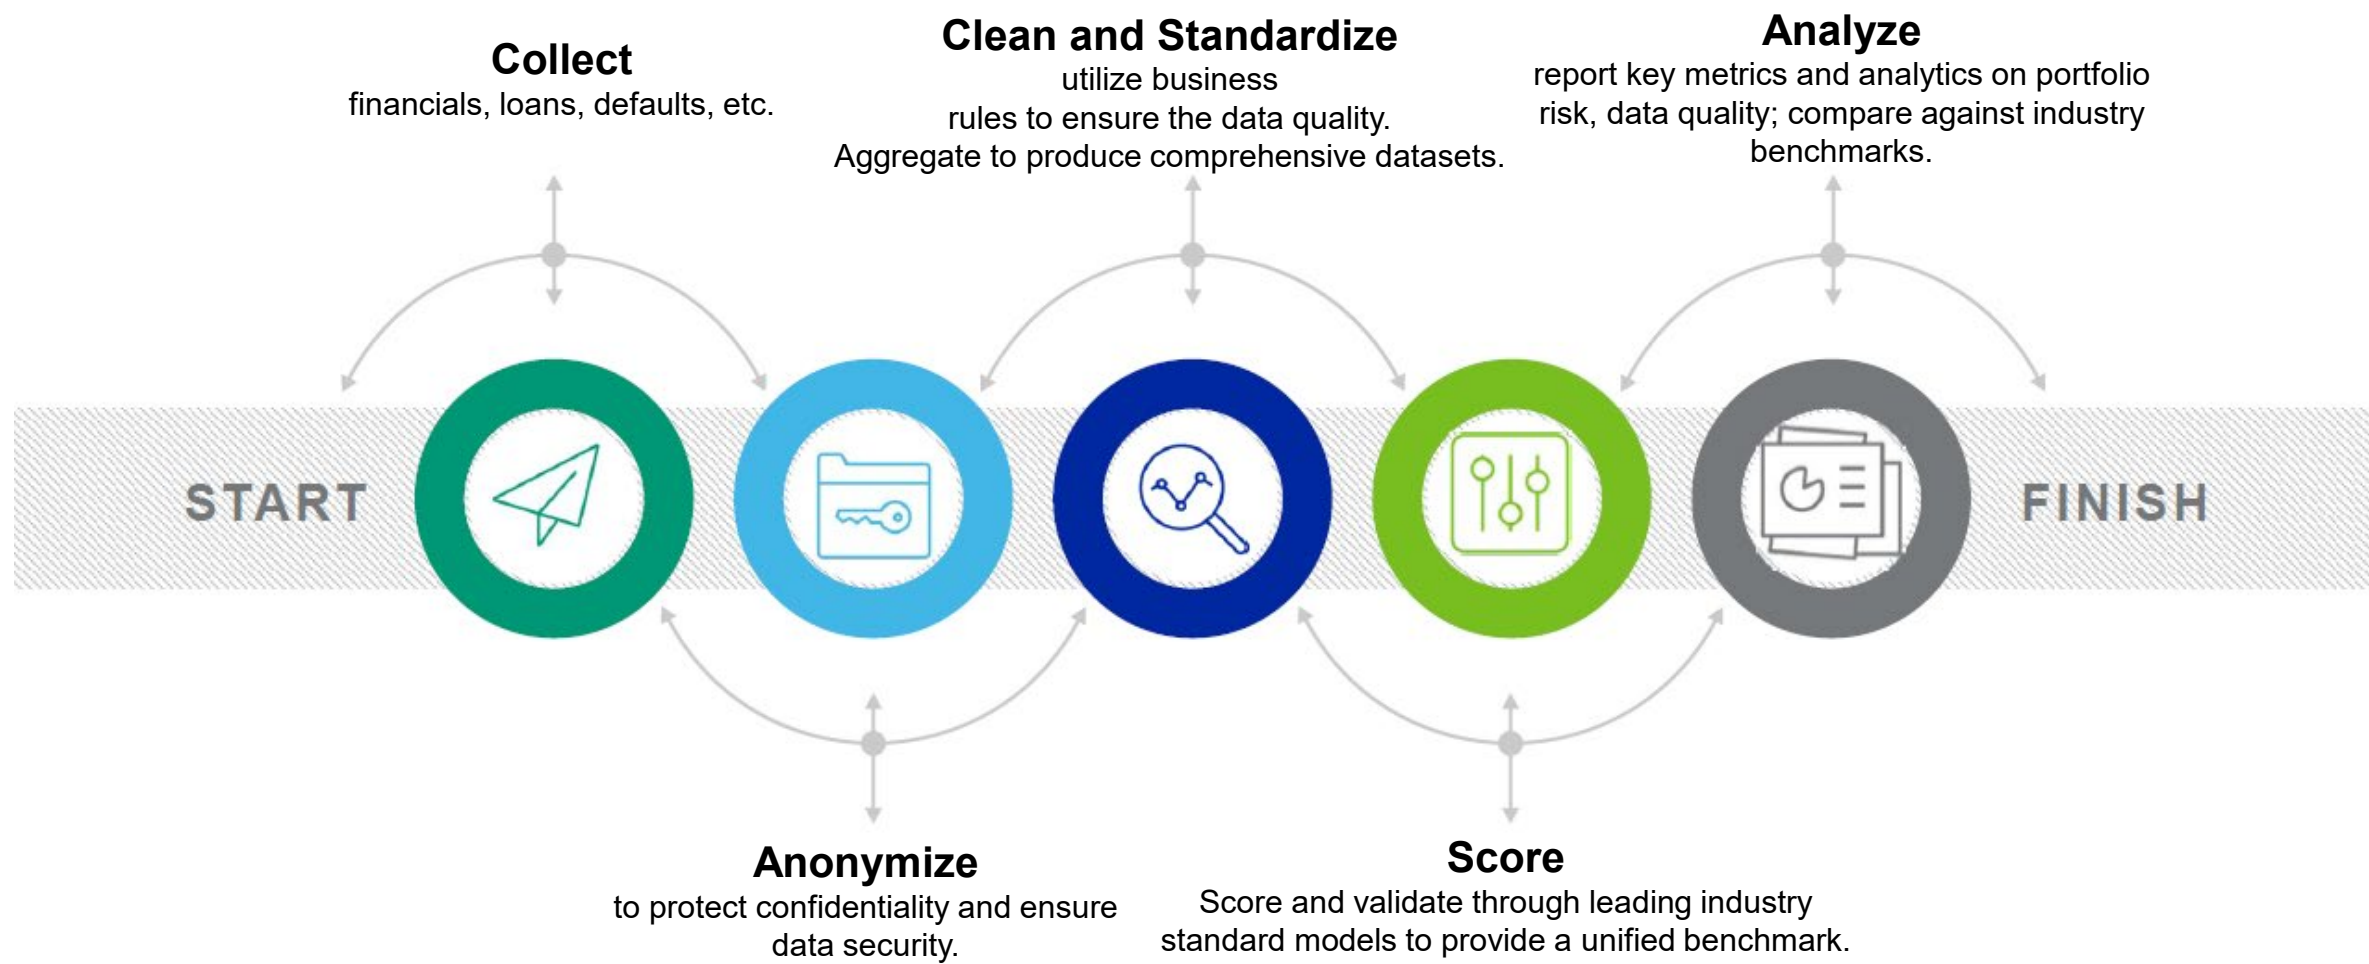 Collect
financials, loans, defaults, etc.
Clean and Standardize
utilize business
rules to ensure the data quality.
Aggregate to produce comprehensive datasets.
Analyze
report key metrics and analytics on portfolio
risk, data quality; compare against industry
benchmarks.
START
FINISH
Anonymize
to protect confidentiality and ensure
data security.
Score
Score and validate through leading industry
standard models to provide a unified benchmark.